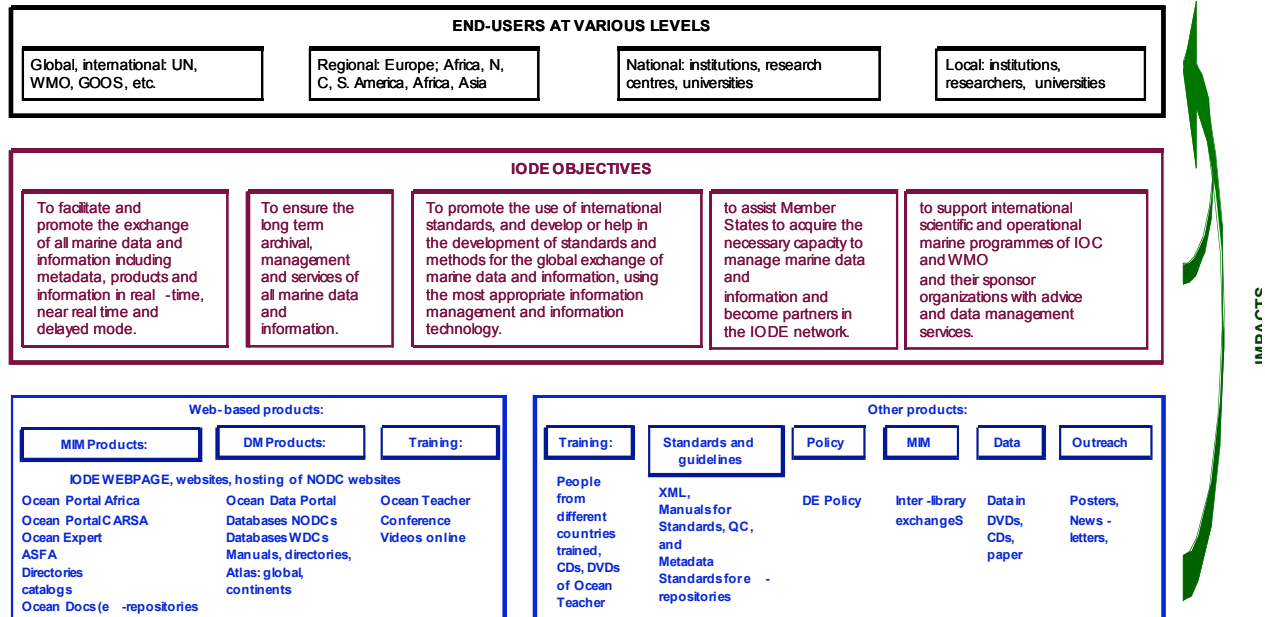 END-USERS AT VARIOUS LEVELS
Global, international: UN,
WMO, GOOS, etc.
Regional: Europe; Africa, N,
C, S. America, Africa, Asia
National: institutions, research
centres, universities
Local: institutions,
researchers, universities
IODE OBJECTIVES
To facilitate and
promote the exchange
of all marine data and
information including
metadata, products and
information in real -time,
near real time and
delayed mode.
To ensure the
long term
archival,
management
and services of
all marine data
and
information.
To promote the use of international
standards, and develop or help in
the development of standards and
methods for the global exchange of
marine data and information, using
the most appropriate information
management and information
technology.
to assist Member
States to acquire the
necessary capacity to
manage marine data
and
information and
become partners in
the IODE network.
to support international
scientific and operational
marine programmes of IOC
and WMO
and their sponsor
organizations with advice
and data management
services.
IMPACTS
Web-based products:
MIM Products:
DM Products:
Training:
IODE WEBPAGE, websites, hosting of NODC websites
Ocean Portal Africa
Ocean PortalCARSA
Ocean Expert
ASFA
Directories
catalogs
Ocean Docs (e -repositories
Ocean Data Portal
Databases NODCs
Databases WDCs
Manuals, directories,
Atlas: global,
continents
Ocean Teacher
Conference
Videos online
Other products:
Training:
People
from
different
countries
trained,
CDs, DVDs
of Ocean
Teacher
Standards and
guidelines
XML,
Manuals for
Standards, QC,
and
Metadata
Standards for e -
repositories
Policy
DE Policy
MIM
Inter -library
exchangeS
Data
Data in
DVDs,
CDs,
paper
Outreach
Posters,
News -
letters,